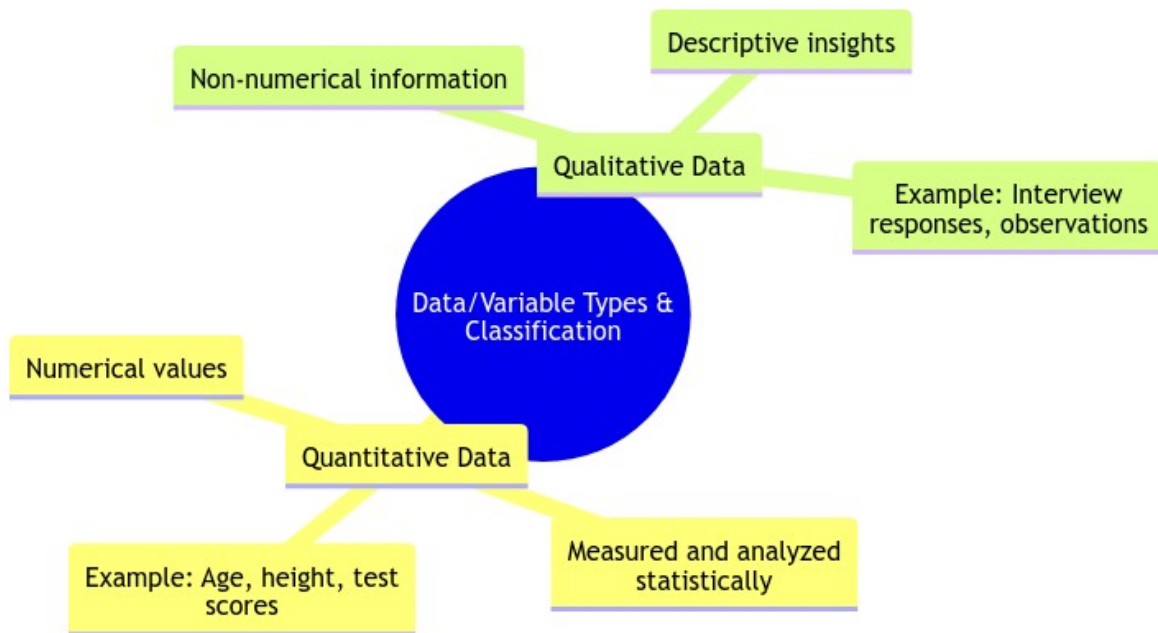 Descriptive insights
Non-numerical information
Qualitative Data
Example: Interview
responses, observations
Data/Variable Types &
Classification
Numerical values
Quantitative Data
Measured and analyzed
statistically
Example: Age, height, test
scores